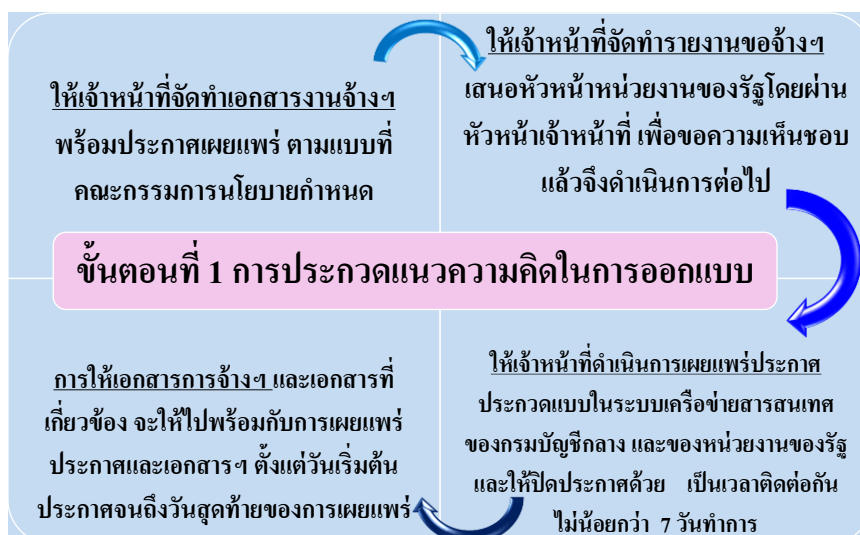 ให้เจ้าหน้าที่จัดทำเอกสารงานจ้างฯ
พร้อมประกาศเผยแพร่ ตามแบบที่
คณะกรรมการนโยบายกำหนด
ให้เจ้าหน้าที่จัดทำรายงานขอจ้างฯ
เสนอหัวหน้าหน่วยงานของรัฐโดยผ่าน
หัวหน้าเจ้าหน้าที่ เพื่อขอความเห็นชอบ
แล้วจึงดำเนินการต่อไป
ขั้นตอนที่ 1 การประกวดแนวความคิดในการออกแบบ
การให้เอกสารการจ้างฯ และเอกสารที่
เกี่ยวข้อง จะให้ไปพร้อมกับการเผยแพร่
ประกาศและเอกสารฯ ตั้งแต่วันเริ่มต้น
ประกาศจนถึงวันสุดท้ายของการเผยแพร่
ให้เจ้าหน้าที่ดำเนินการเผยแพร่ประกาศ
ประกวดแบบในระบบเครือข่ายสารสนเทศ
ของกรมบัญชีกลาง และของหน่วยงานของรัฐ
และให้ปิดประกาศด้วย เป็นเวลาติดต่อกัน
ไม่น้อยกว่า 7 วันทำการ